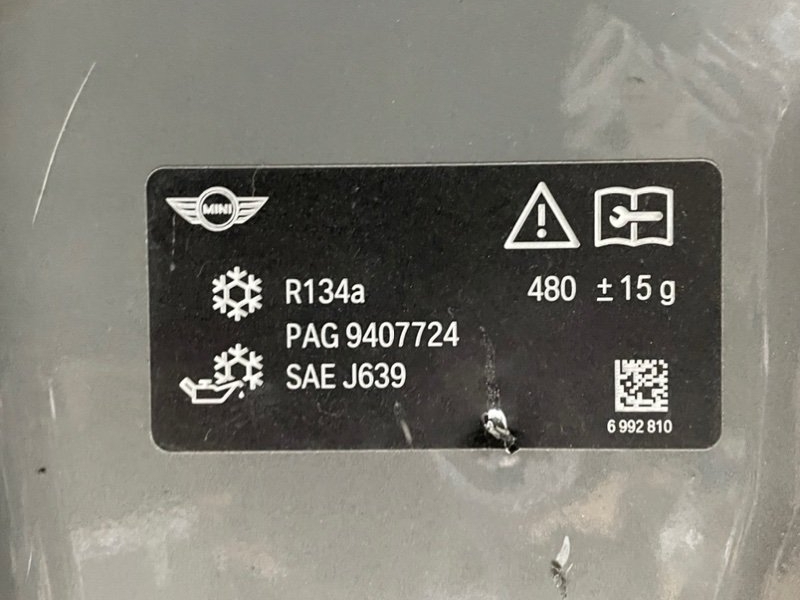 MINI
R134a 480 ± 15 g
PAG 9407724
SAE J639
6 992 810